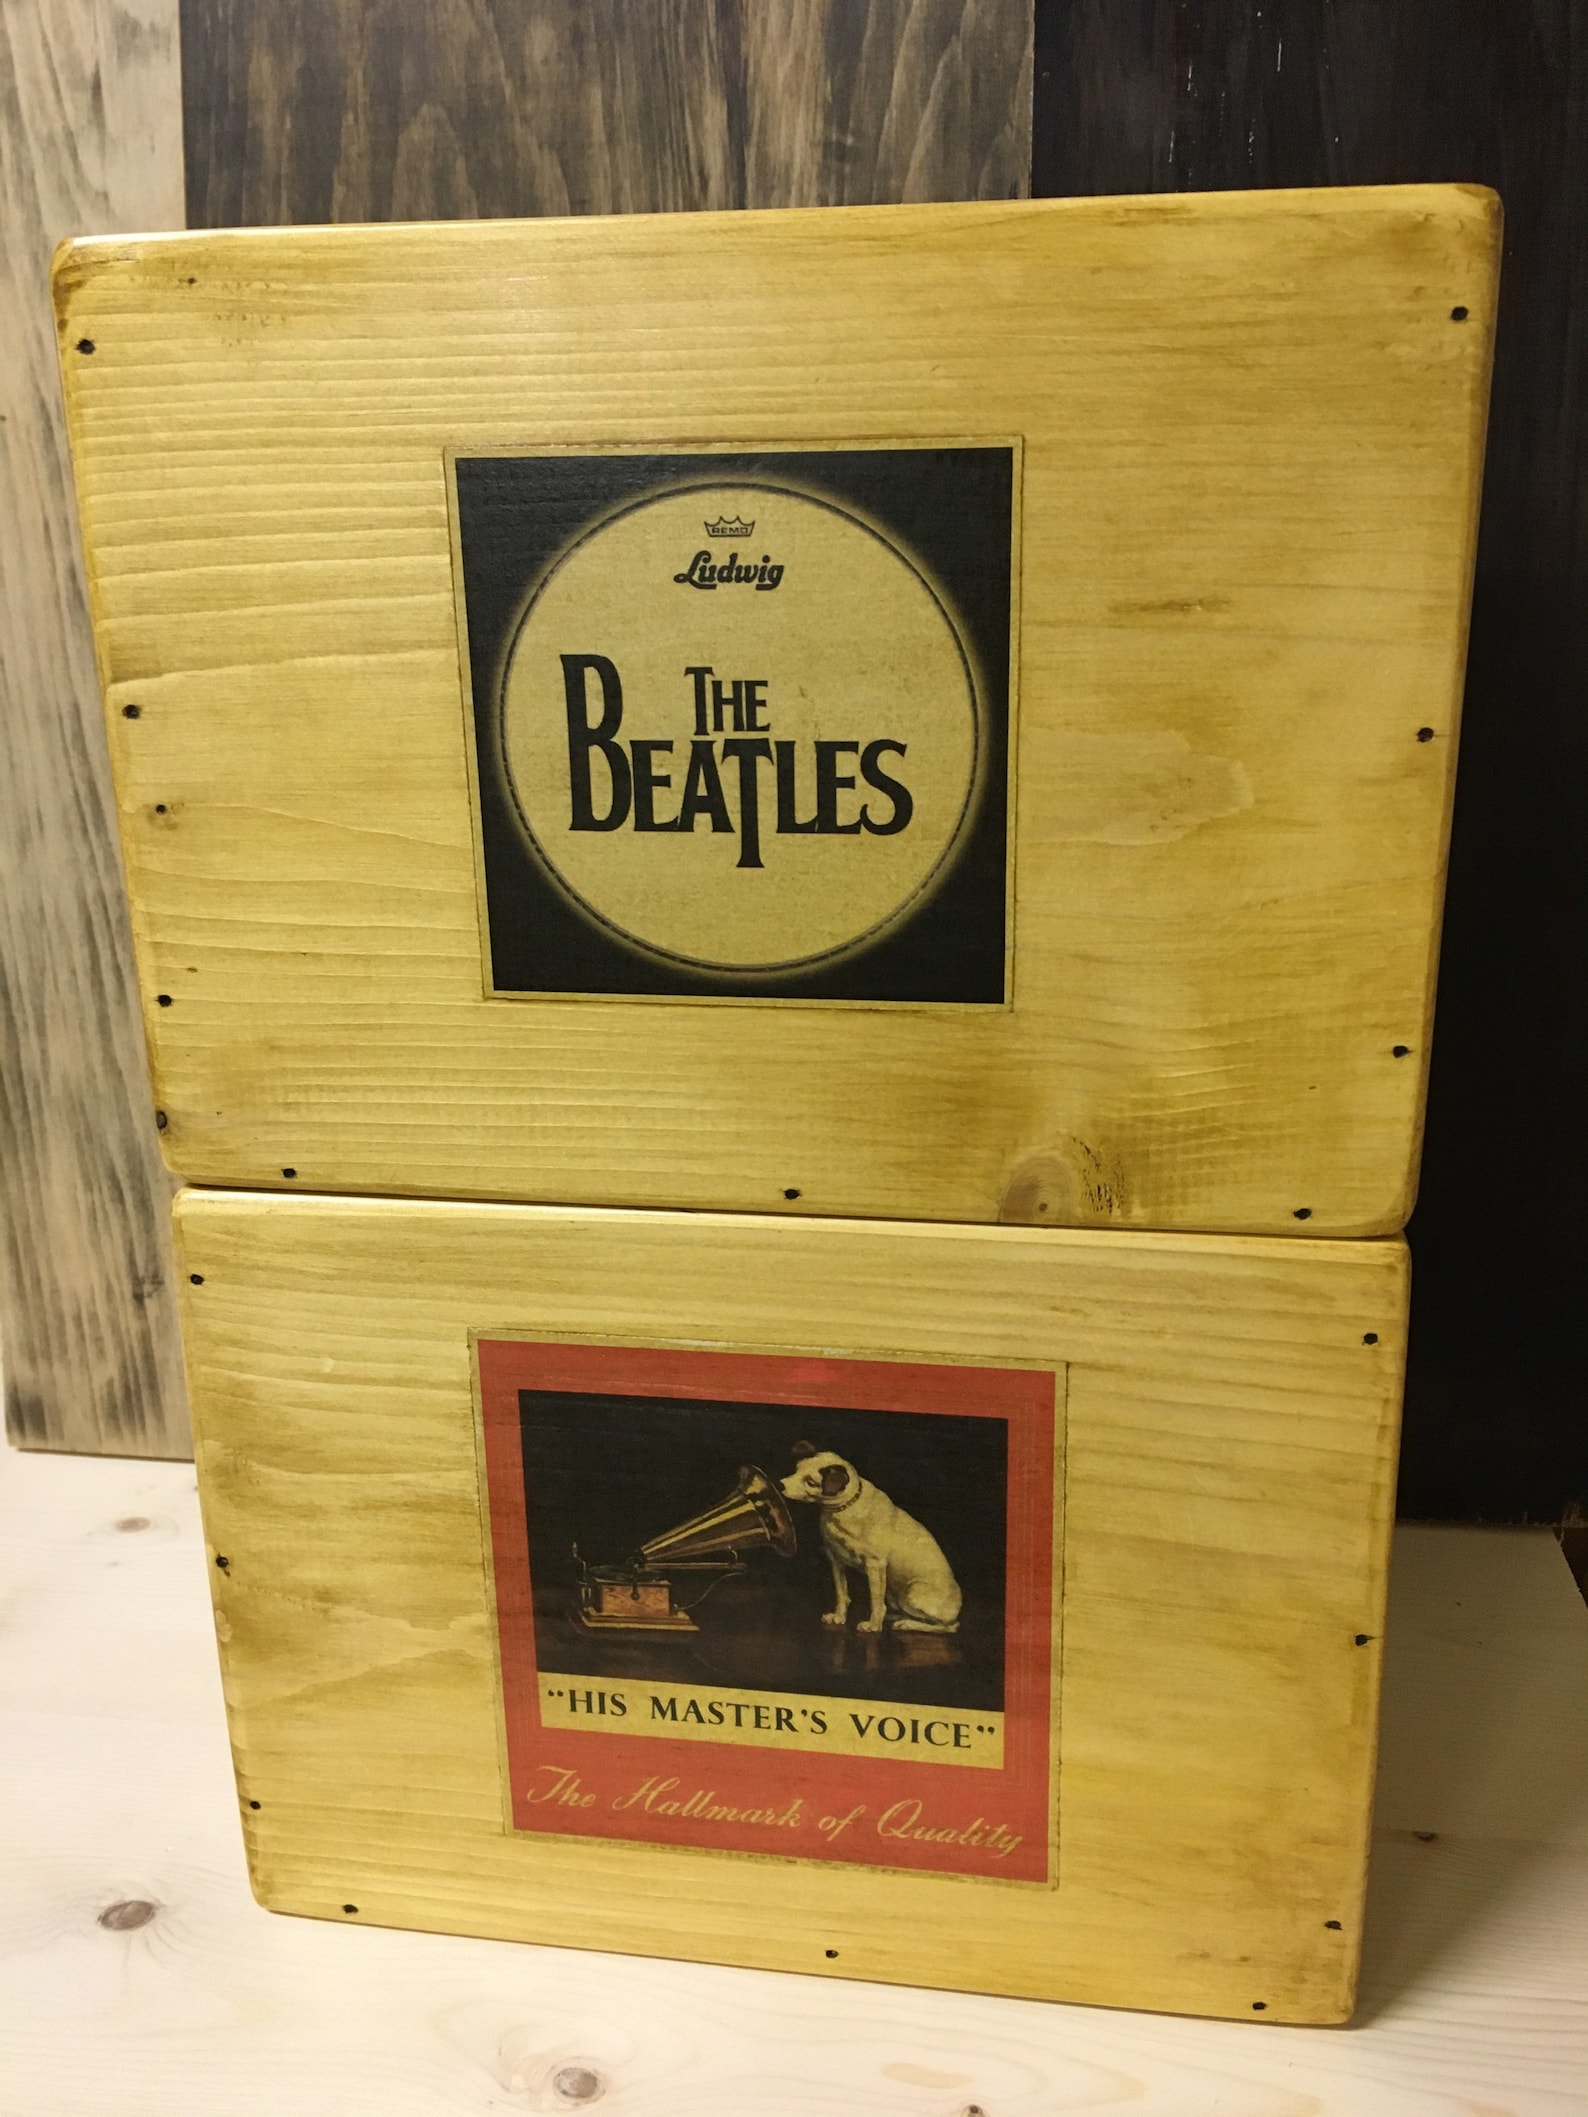 REMO
Ludwig
THE
BEATLES
"HIS MASTER'S VOICE"
The Hallmark of Quality